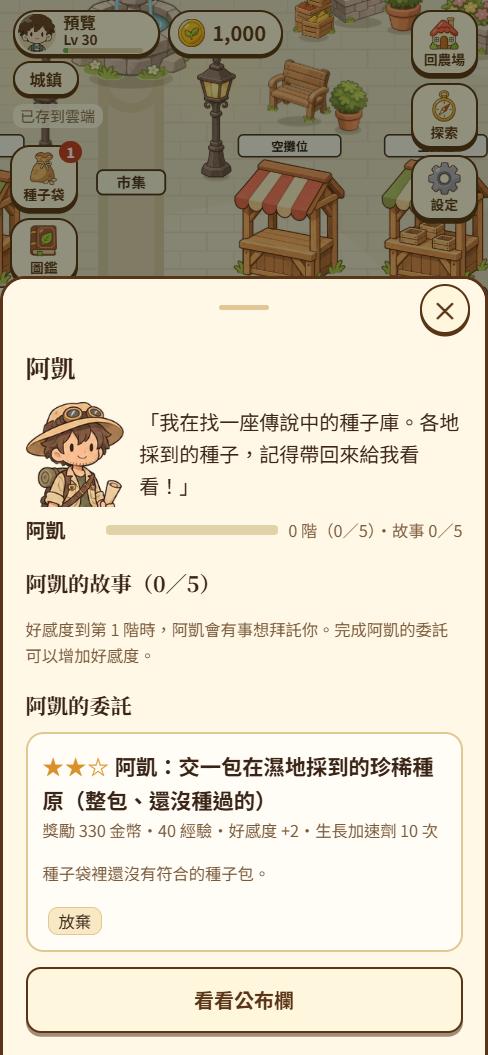 預覽
Lv 30
1,000
回農場
城鎮
已存到雲端
探索
空攤位
1
種子袋
市集
設定
圖鑑
阿凱
「我在找一座傳說中的種子庫。各地
採到的種子，記得帶回來給我看
看！」
阿凱
0 階（0／5）・故事 0／5
阿凱的故事（0／5）
好感度到第 1 階時，阿凱會有事想拜託你。完成阿凱的委託
可以增加好感度。
阿凱的委託
★★☆ 阿凱：交一包在濕地採到的珍稀種
原（整包、還沒種過的）
獎勵 330 金幣・40 經驗・好感度 +2・生長加速劑 10 次
種子袋裡還沒有符合的種子包。
放棄
看看公布欄